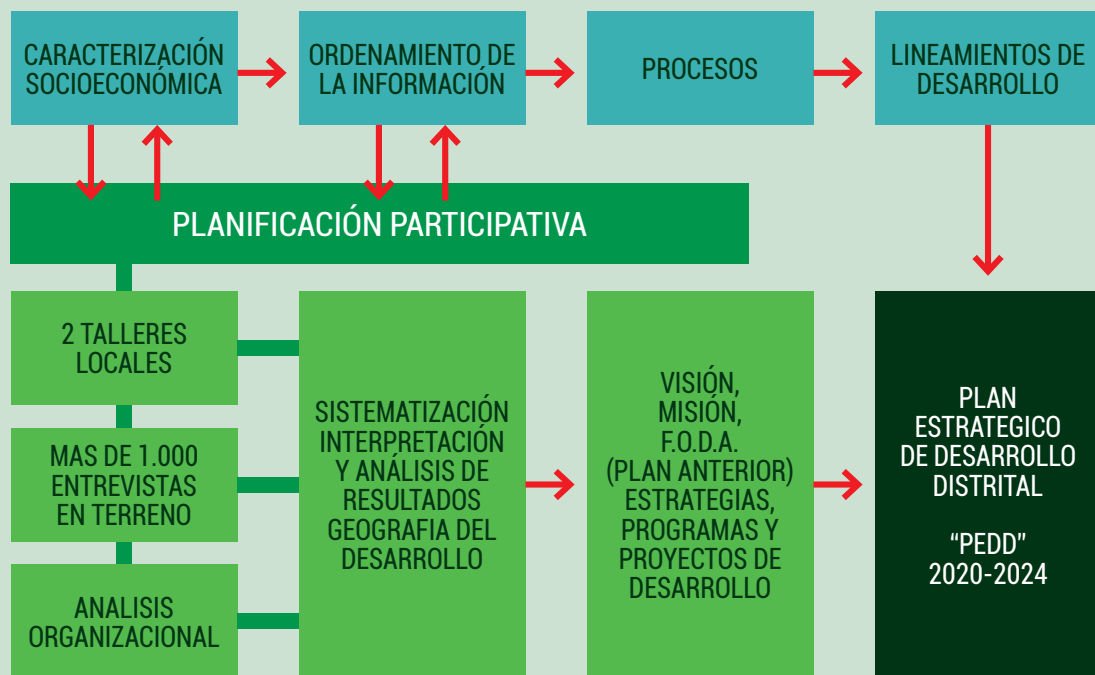 CARACTERIZACIÓN
SOCIOECONÓMICA
ORDENAMIENTO DE
LA INFORMACIÓN
PROCESOS
LINEAMIENTOS DE
DESARROLLO
PLANIFICACIÓN PARTICIPATIVA
2 TALLERES
LOCALES
MAS DE 1.000
ENTREVISTAS
EN TERRENO
ANALISIS
ORGANIZACIONAL
SISTEMATIZACIÓN
INTERPRETACIÓN
Y ANÁLISIS DE
RESULTADOS
GEOGRAFIA DEL
DESARROLLO
VISIÓN,
MISIÓN,
F.O.D.A.
(PLAN ANTERIOR)
ESTRATEGIAS,
PROGRAMAS Y
PROYECTOS DE
DESARROLLO
PLAN
ESTRATEGICO
DE DESARROLLO
DISTRITAL
“PEDD”
2020-2024